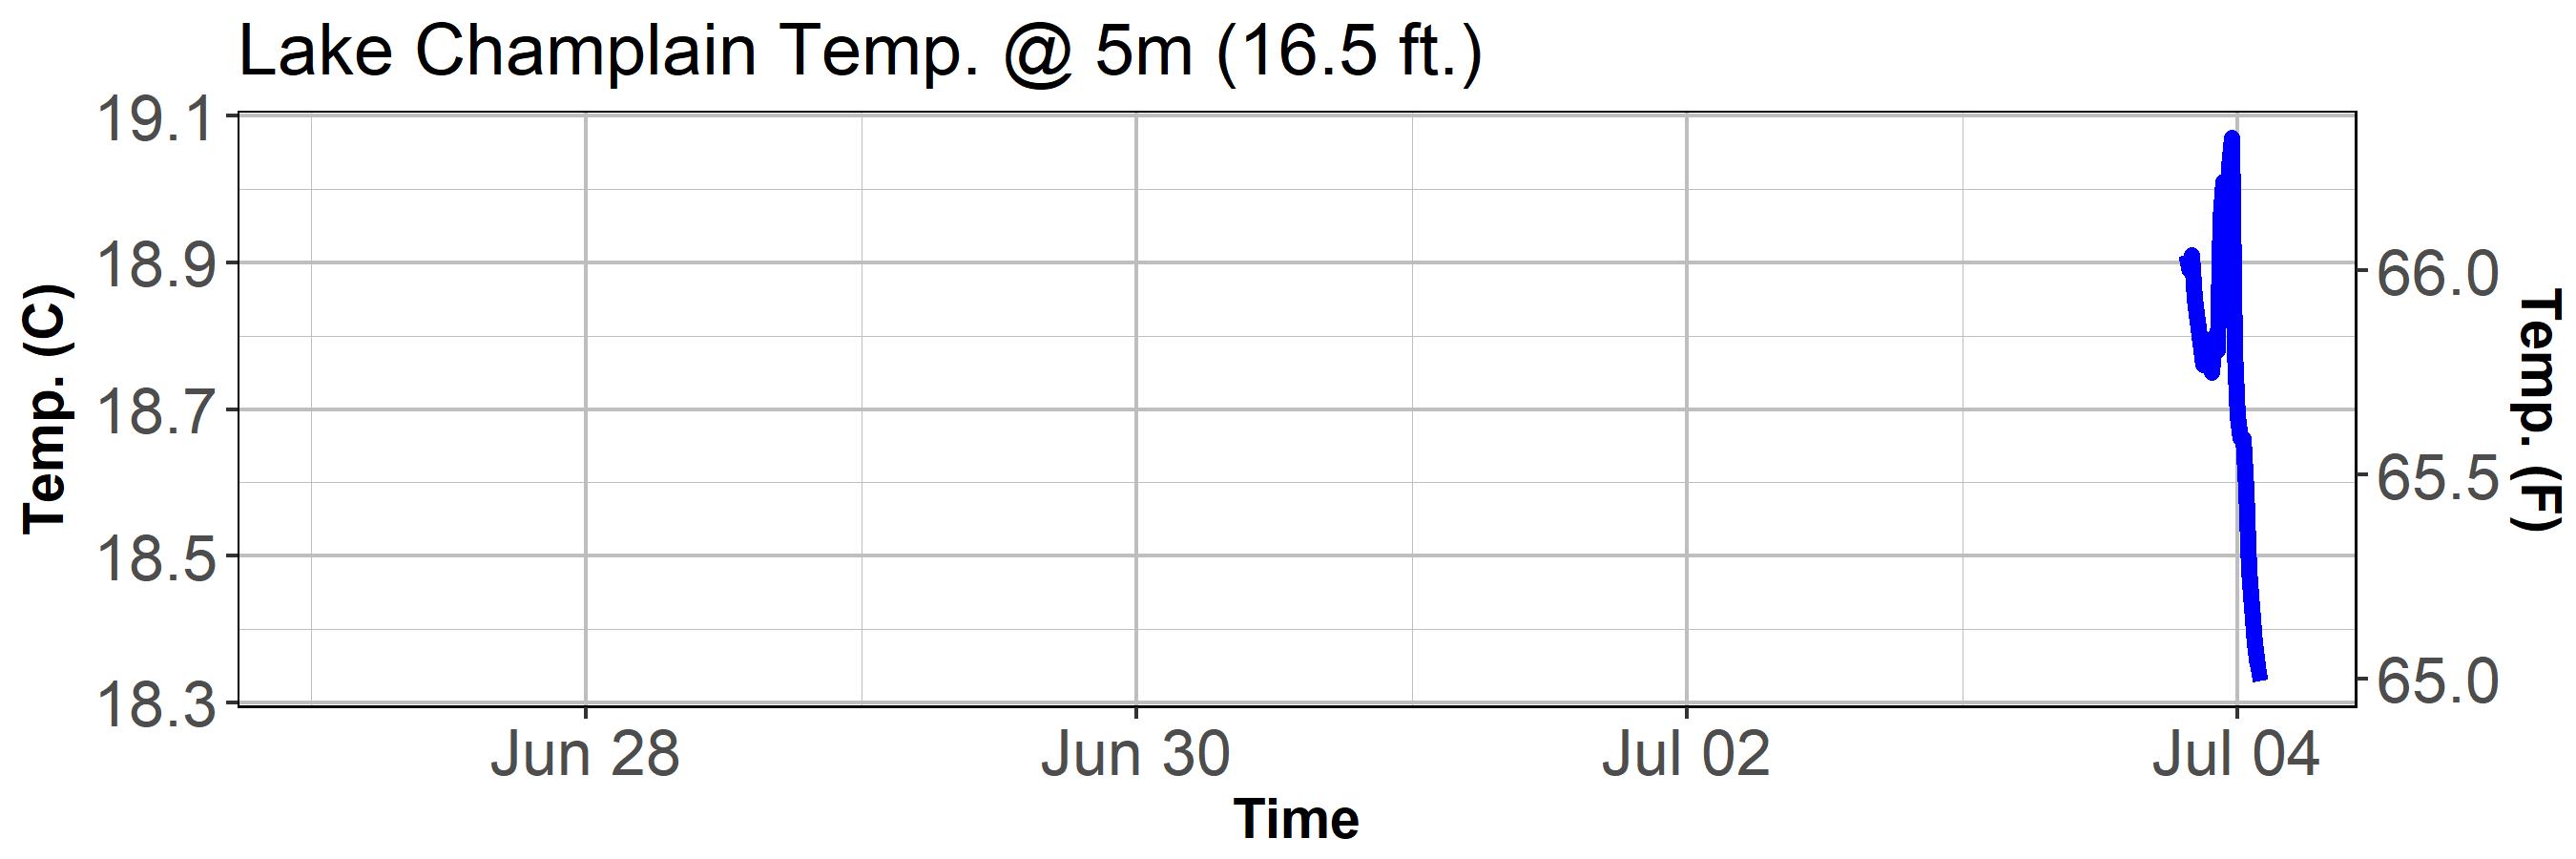 Lake Champlain Temp. @ 5m (16.5 ft.)
Temp. (C)
19.1
18.9
18.7
18.5
18.3
66.0
65.5
65.0
Temp. (F)
Jun 28 Jun 30 Jul 02 Jul 04
Time